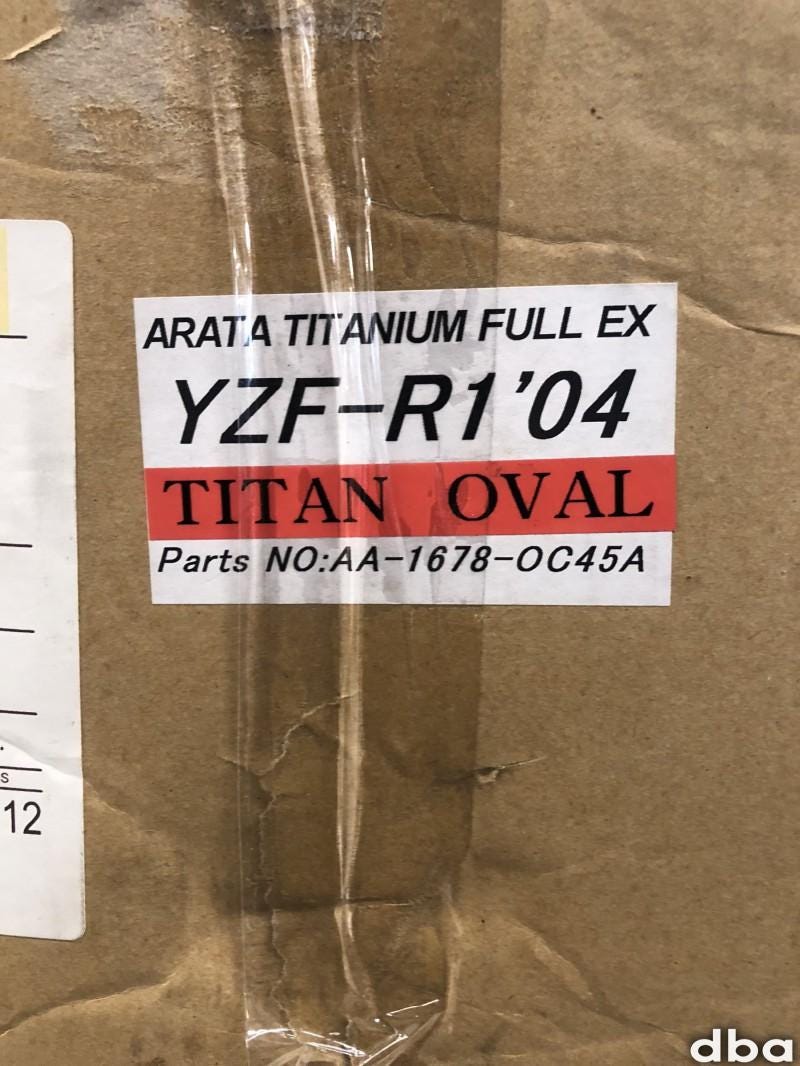 ARATA TITANIUM FULL EX
YZF-R1'04
TITAN OVAL
Parts NO:AA-1678-OC45A
s
12
dba